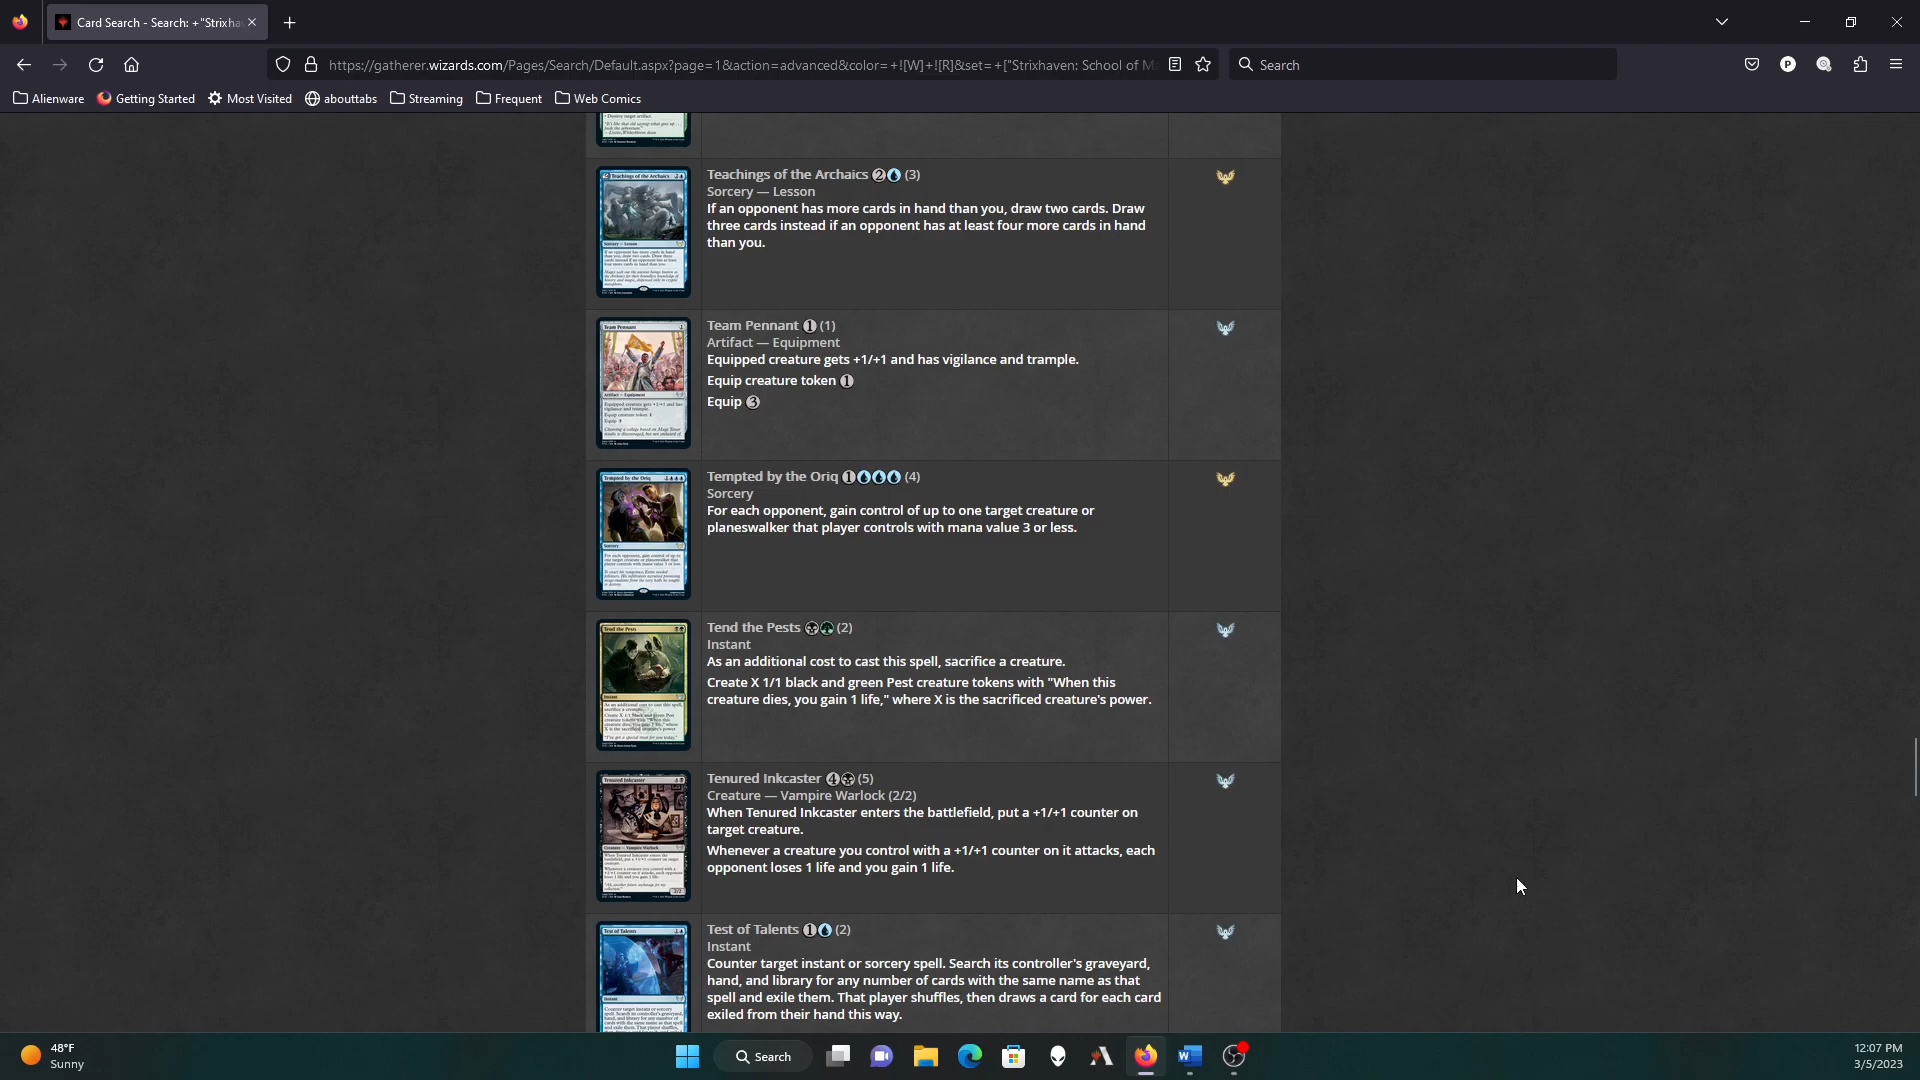 Card Search - Search: +"Strixha
https://gatherer.wizards.com/Pages/Search/Default.aspx?page=1&action=advanced&color=+![W]+![R]&set=+["Strixhaven: School of M
Search
Alienware
Getting Started
Most Visited
abouttabs
Streaming
Frequent
Web Comics
Teachings of the Archaics 2 (3)
Sorcery — Lesson
If an opponent has more cards in hand than you, draw two cards. Draw
three cards instead if an opponent has at least four more cards in hand
than you.
Team Pennant 1 (1)
Artifact — Equipment
Equipped creature gets +1/+1 and has vigilance and trample.
Equip creature token 1
Equip 3
Tempted by the Oriq 1 (4)
Sorcery
For each opponent, gain control of up to one target creature or
planeswalker that player controls with mana value 3 or less.
Tend the Pests (2)
Instant
As an additional cost to cast this spell, sacrifice a creature.
Create X 1/1 black and green Pest creature tokens with "When this
creature dies, you gain 1 life," where X is the sacrificed creature's power.
Tenured Inkcaster 4 (5)
Creature — Vampire Warlock (2/2)
When Tenured Inkcaster enters the battlefield, put a +1/+1 counter on
target creature.
Whenever a creature you control with a +1/+1 counter on it attacks, each
opponent loses 1 life and you gain 1 life.
Test of Talents 1 (2)
Instant
Counter target instant or sorcery spell. Search its controller's graveyard,
hand, and library for any number of cards with the same name as that
spell and exile them. That player shuffles, then draws a card for each card
exiled from their hand this way.
48°F
Sunny
Search
12:07 PM
3/5/2023